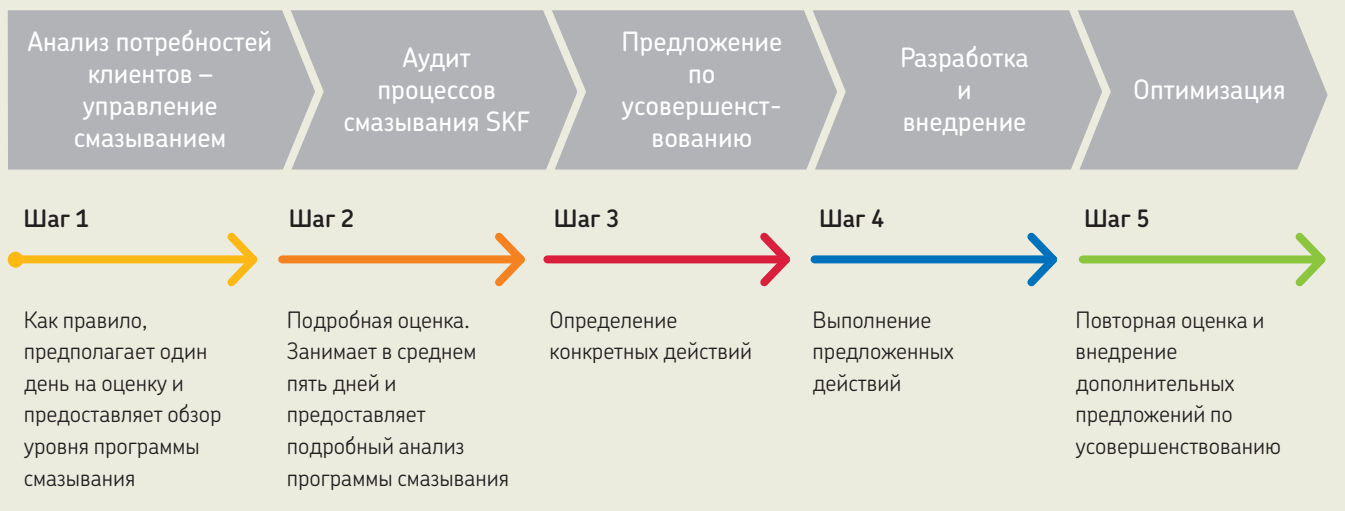 Анализ потребностей
клиентов –
управление
смазыванием
Аудит
процессов
смазывания SKF
Предложение
по
усовершенст-
вованию
Разработка
и
внедрение
Оптимизация
Шаг 1
Как правило,
предполагает один
день на оценку и
предоставляет обзор
уровня программы
смазывания
Шаг 2
Подробная оценка.
Занимает в среднем
пять дней и
предоставляет
подробный анализ
программы смазывания
Шаг 3
Определение
конкретных действий
Шаг 4
Выполнение
предложенных
действий
Шаг 5
Повторная оценка и
внедрение
дополнительных
предложений по
усовершенствованию